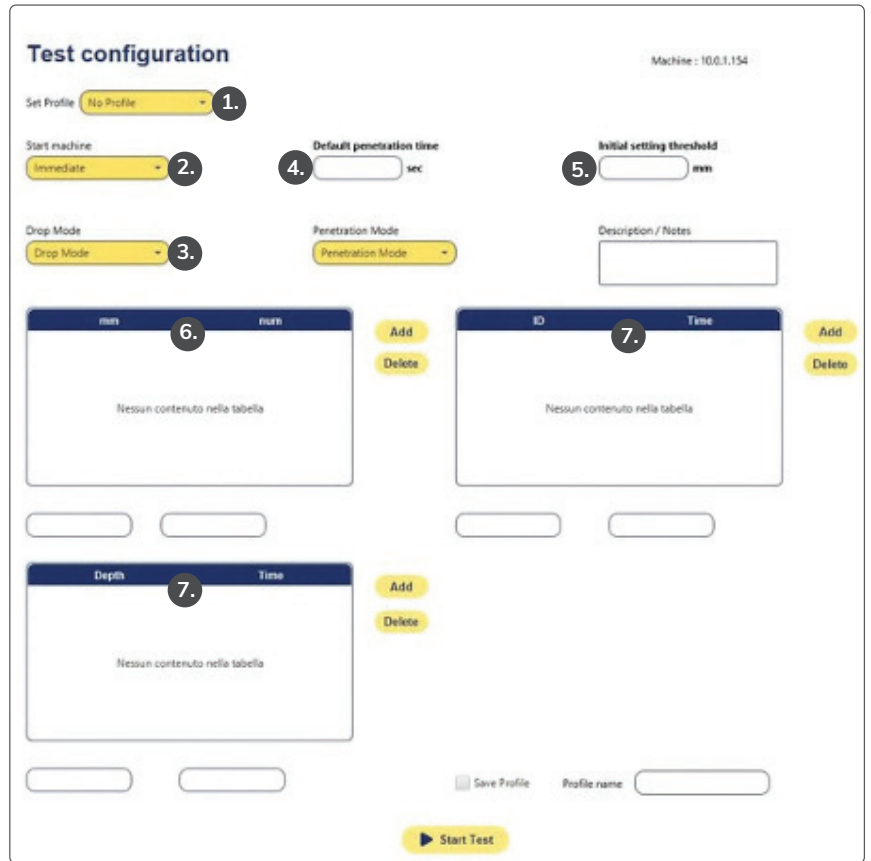 Test configuration
Machine : 10.0.1.154
Set Profile No Profile 1.
Start machine Default penetration time Initial setting threshold
Immediate 2. 4. sec 5. mm
Drop Mode Penetration Mode Description / Notes
Drop Mode 3. Penetration Mode
mm 6. num Add ID 7. Time Add
Delete Delete
Nessun contenuto nella tabella Nessun contenuto nella tabella
Depth 7. Time Add
Delete
Nessun contenuto nella tabella
Save Profile Profile name
Start Test